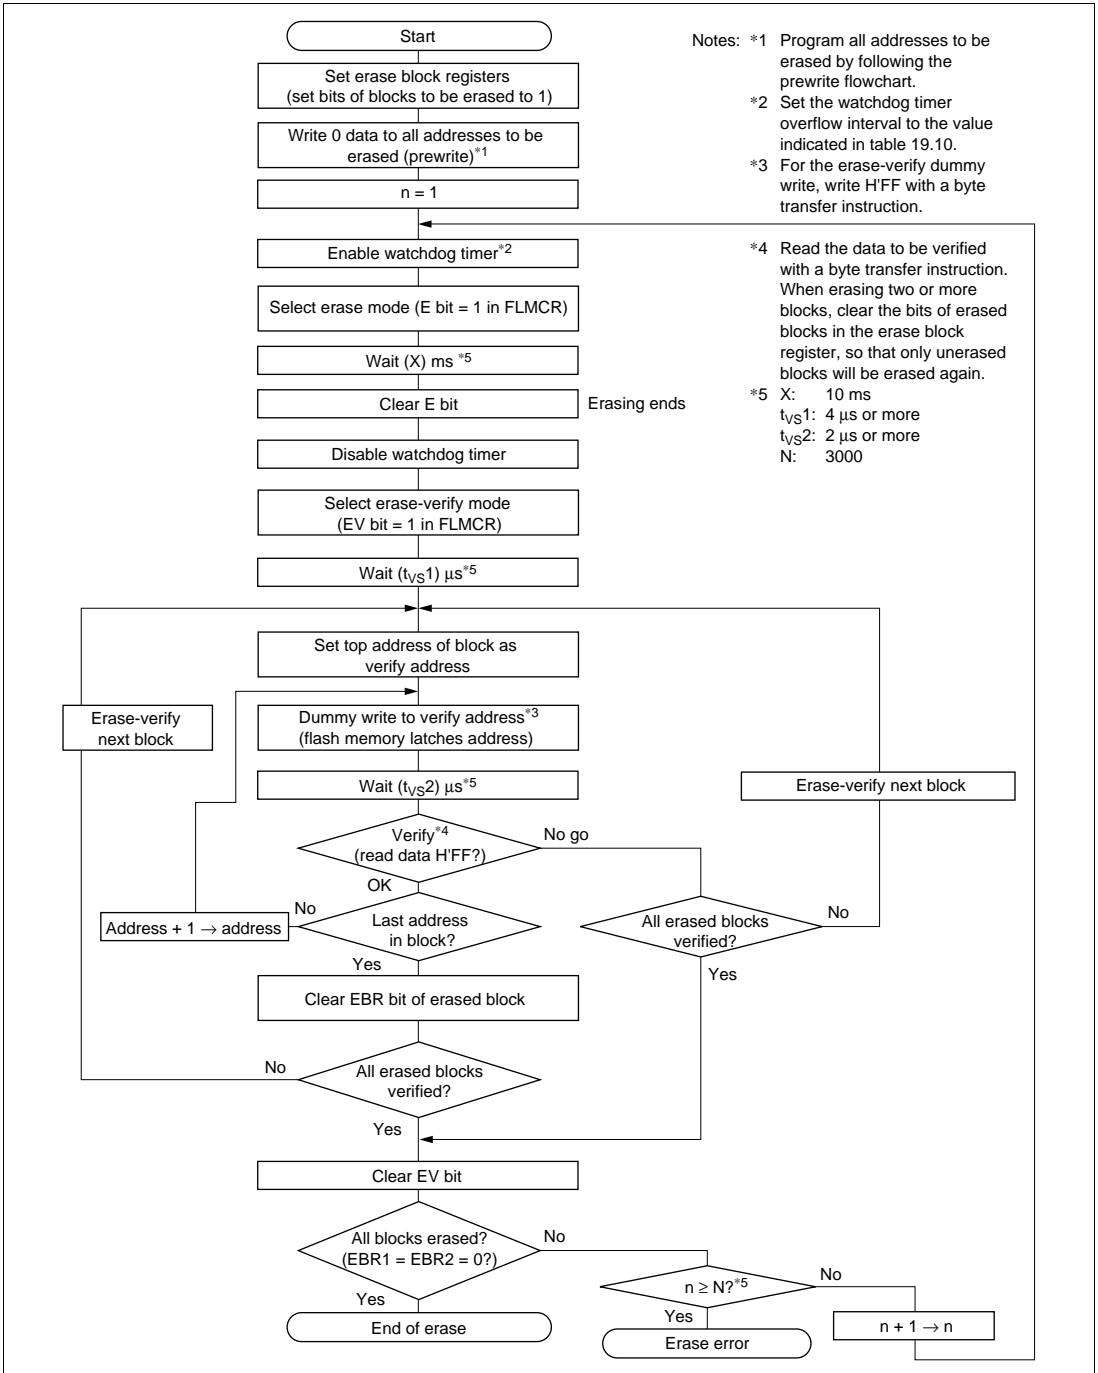 Start
Set erase block registers
(set bits of blocks to be erased to 1)
Write 0 data to all addresses to be
erased (prewrite)*1
n = 1
Enable watchdog timer*2
Select erase mode (E bit = 1 in FLMCR)
Wait (X) ms *5
Clear E bit
Erasing ends
Disable watchdog timer
Select erase-verify mode
(EV bit = 1 in FLMCR)
Wait (tVS1) μs*5
Set top address of block as
verify address
Erase-verify
next block
Dummy write to verify address*3
(flash memory latches address)
Wait (tVS2) μs*5
Erase-verify next block
Verify*4
(read data H'FF?)
No go
OK
No
Address + 1 → address
Last address
in block?
All erased blocks
verified?
No
Yes
Yes
Clear EBR bit of erased block
No
All erased blocks
verified?
Yes
Clear EV bit
All blocks erased?
(EBR1 = EBR2 = 0?)
No
Yes
n ≥ N?*5
No
Yes
End of erase
Erase error
n + 1 → n
Notes: *1 Program all addresses to be
erased by following the
prewrite flowchart.
*2 Set the watchdog timer
overflow interval to the value
indicated in table 19.10.
*3 For the erase-verify dummy
write, write H'FF with a byte
transfer instruction.
*4 Read the data to be verified
with a byte transfer instruction.
When erasing two or more
blocks, clear the bits of erased
blocks in the erase block
register, so that only unerased
blocks will be erased again.
*5 X: 10 ms
tVS1: 4 μs or more
tVS2: 2 μs or more
N: 3000